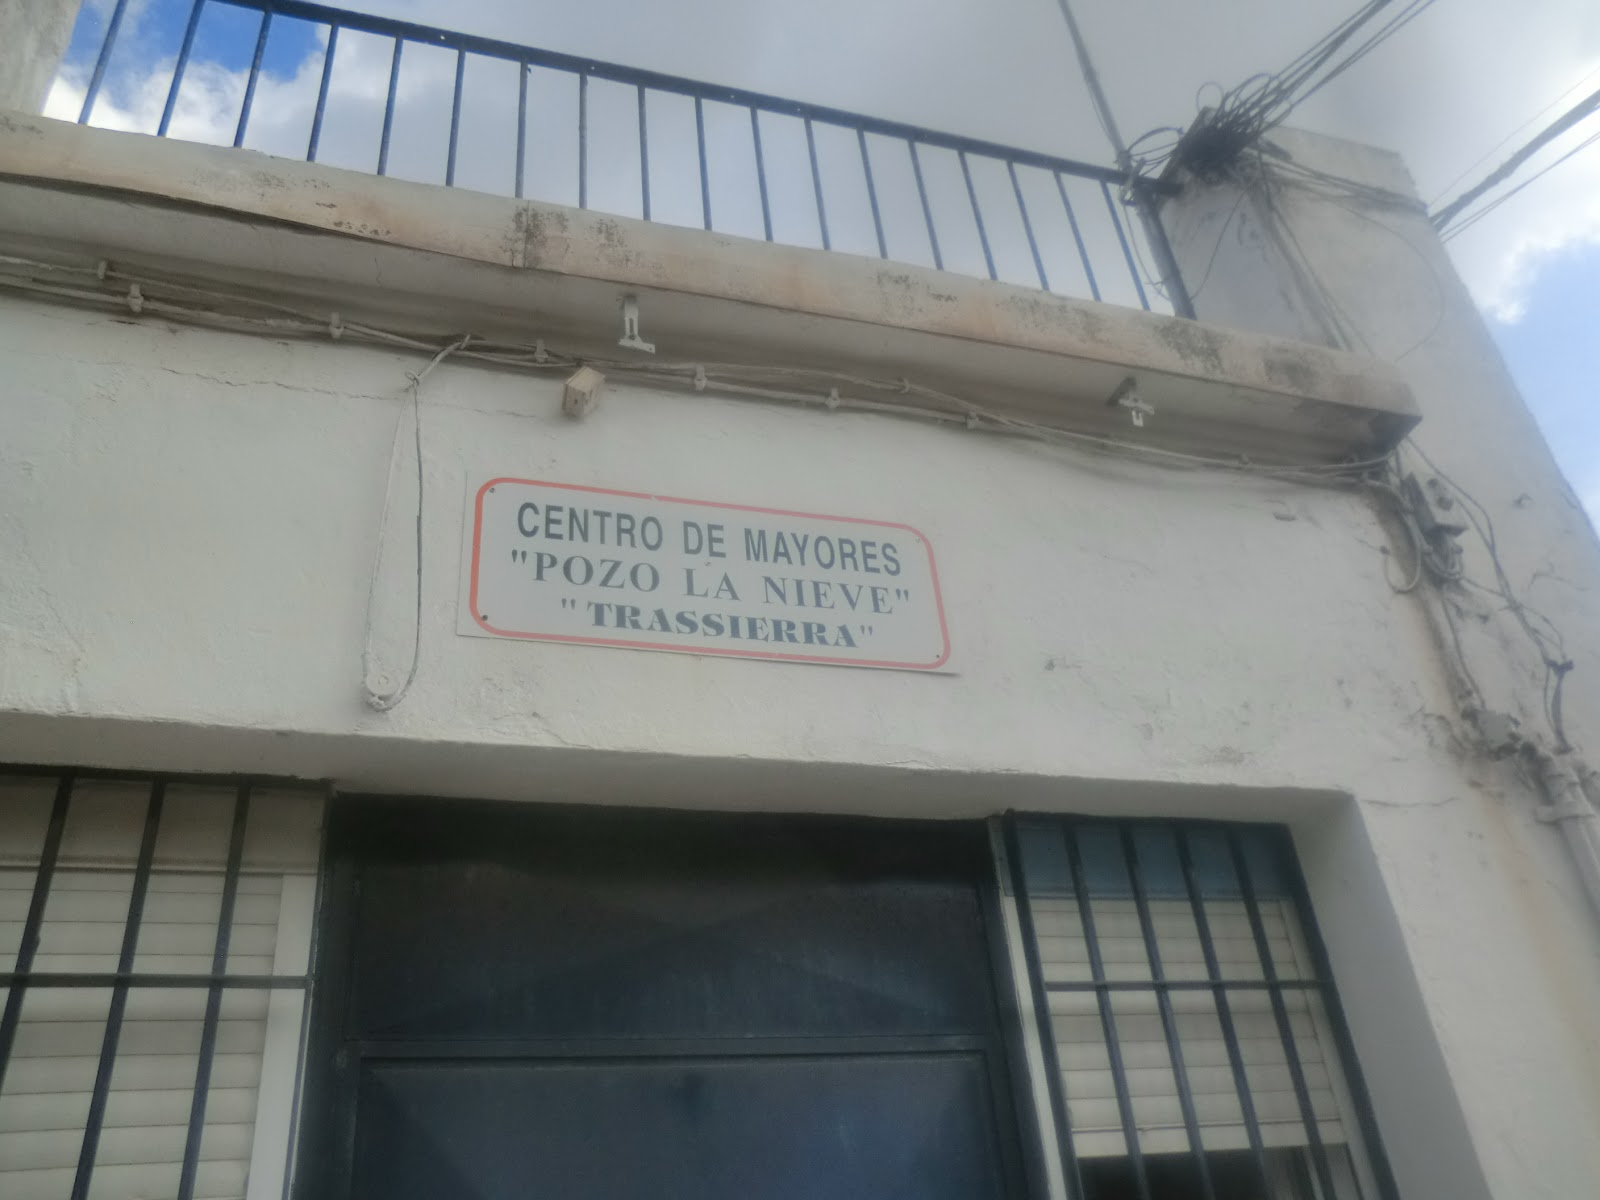 CENTRO DE MAYORES
"POZO LA NIEVE"
"TRASSIERRA"